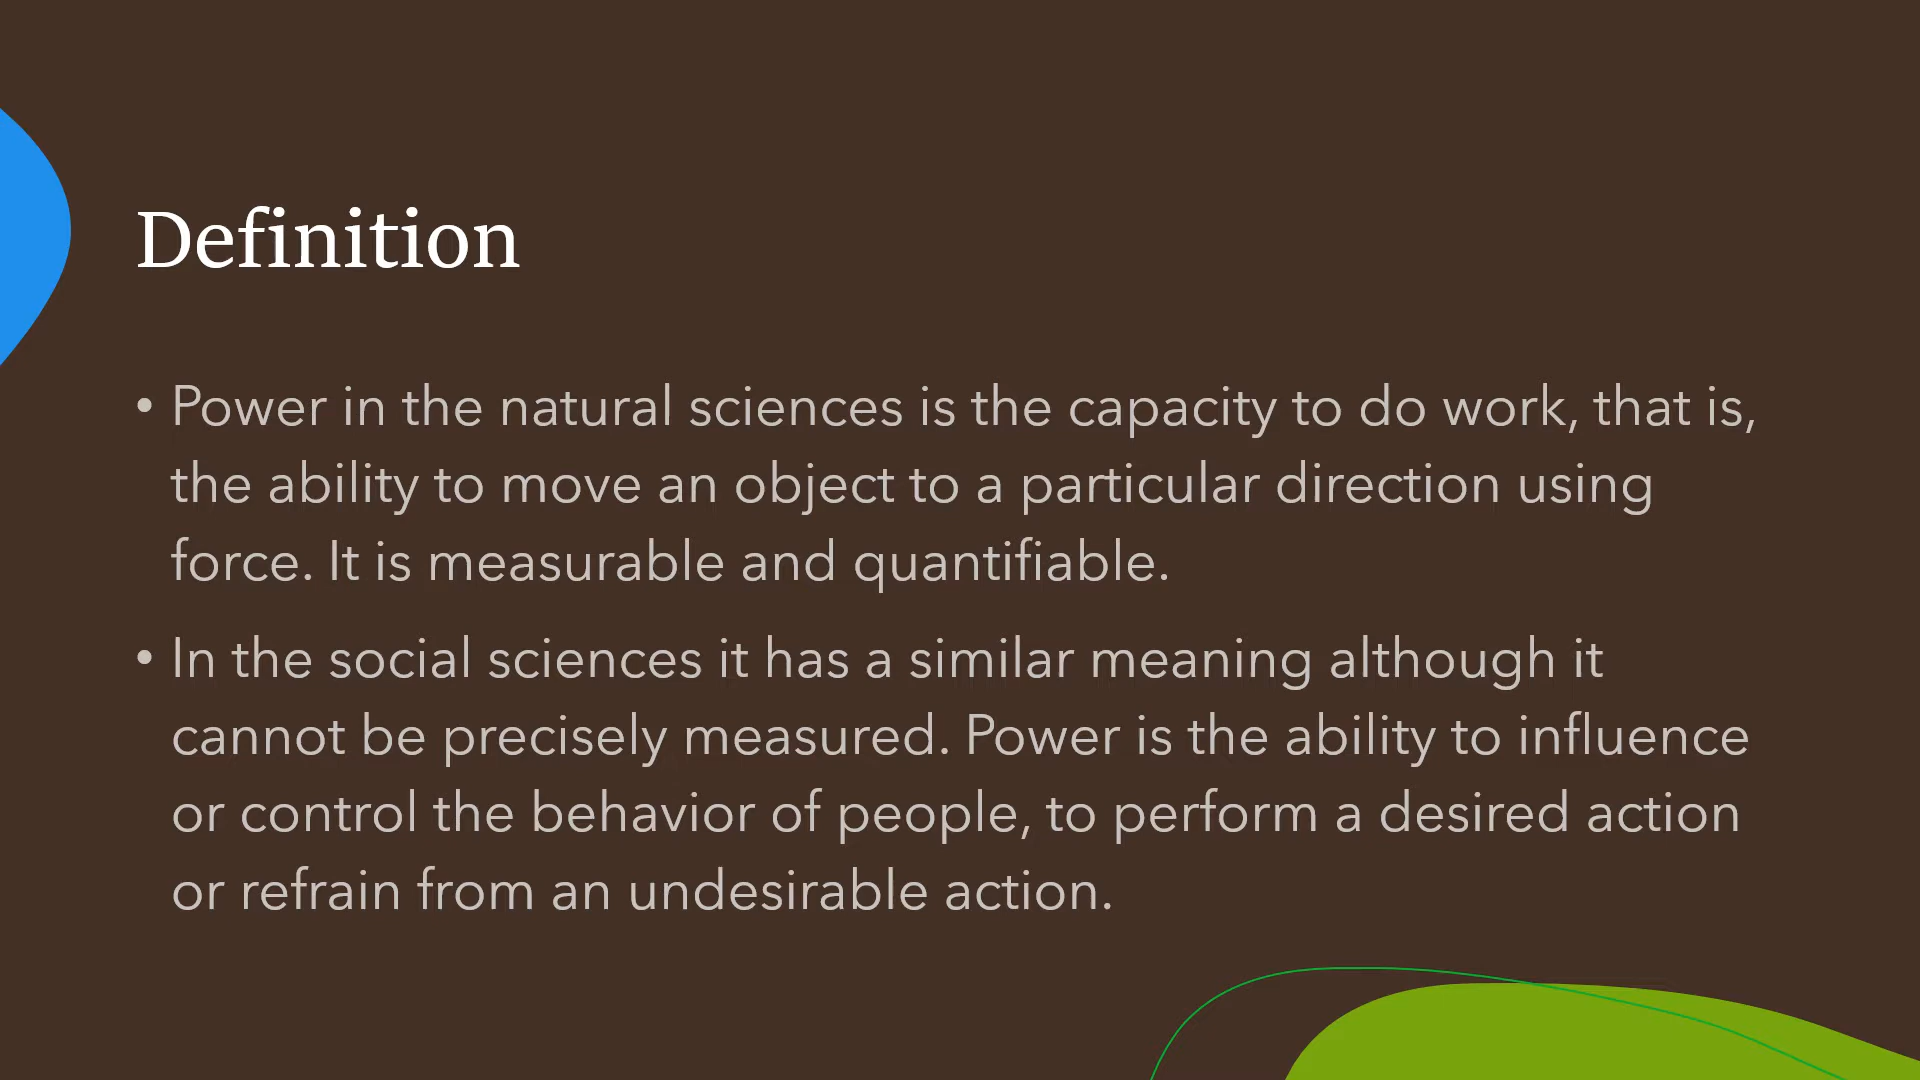 Definition
• Power in the natural sciences is the capacity to do work, that is,
the ability to move an object to a particular direction using
force. It is measurable and quantifiable.
• In the social sciences it has a similar meaning although it
cannot be precisely measured. Power is the ability to influence
or control the behavior of people, to perform a desired action
or refrain from an undesirable action.